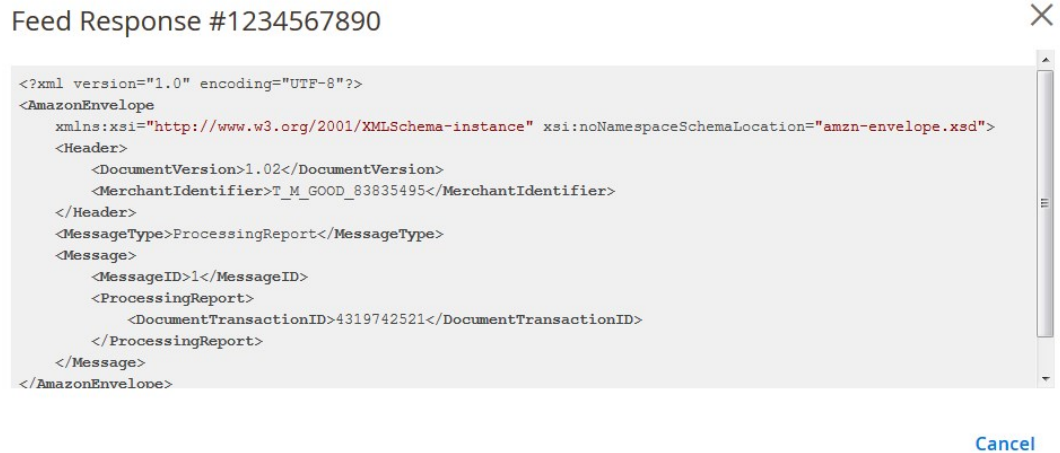 Feed Response #1234567890
<?xml version="1.0" encoding="UTF-8"?>
<AmazonEnvelope
xmlns:xsi="http://www.w3.org/2001/XMLSchema-instance" xsi:noNamespaceSchemaLocation="amzn-envelope.xsd">
<Header>
<DocumentVersion>1.02</DocumentVersion>
<MerchantIdentifier>T_M_GOOD_83835495</MerchantIdentifier>
</Header>
<MessageType>ProcessingReport</MessageType>
<Message>
<MessageID>1</MessageID>
<ProcessingReport>
<DocumentTransactionID>4319742521</DocumentTransactionID>
</ProcessingReport>
</Message>
</AmazonEnvelope>
Cancel